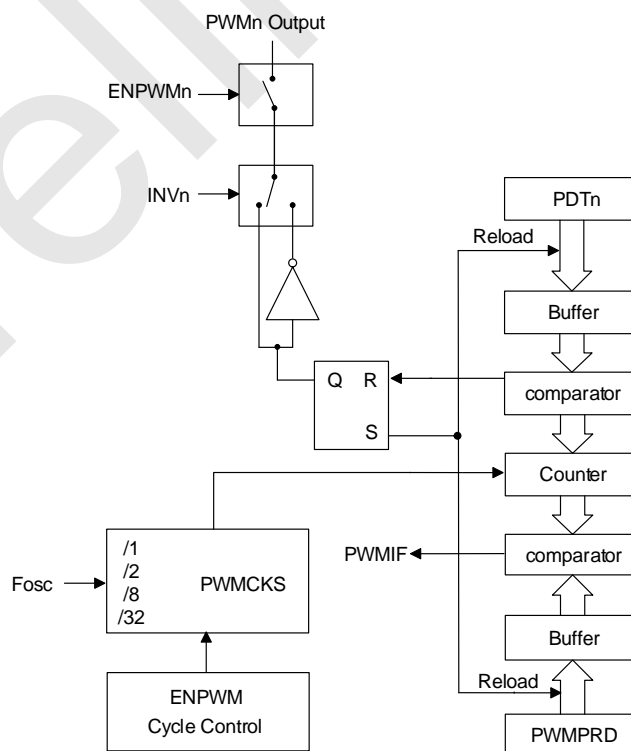 PWMn Output
ENPWMn
INVn
PDTn
Reload
Buffer
Q R
S
comparator
Counter
/1
/2
/8
/32
PWMCKS
Fosc
PWMIF
comparator
Buffer
ENPWM
Cycle Control
Reload
PWMPRD